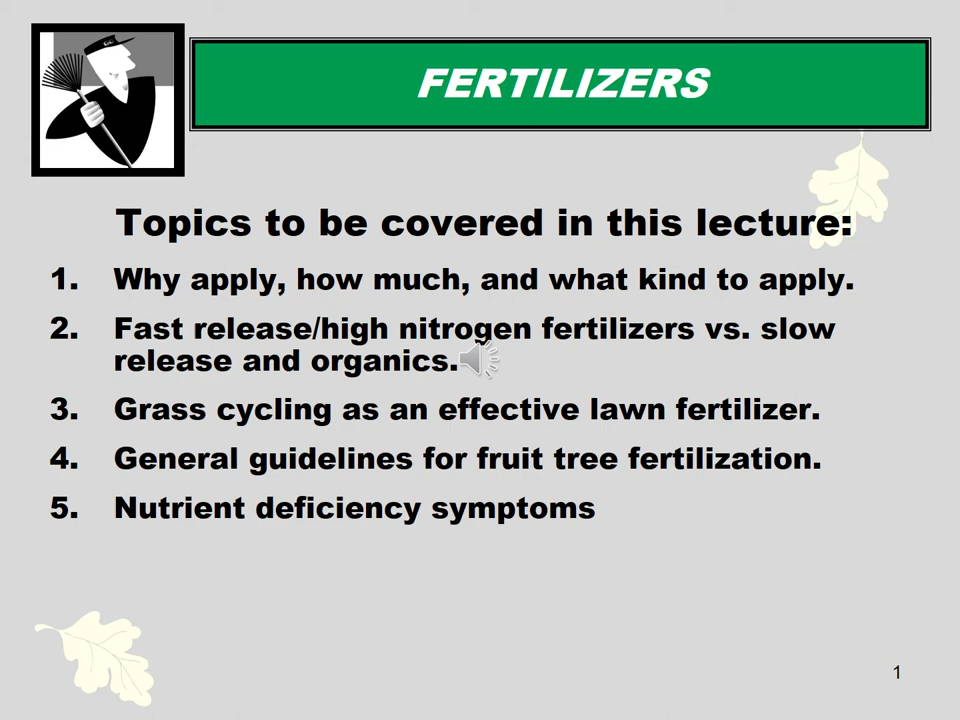 FERTILIZERS
Topics to be covered in this lecture:
1. Why apply, how much, and what kind to apply.
2. Fast release/high nitrogen fertilizers vs. slow
release and organics.
3. Grass cycling as an effective lawn fertilizer.
4. General guidelines for fruit tree fertilization.
5. Nutrient deficiency symptoms
1